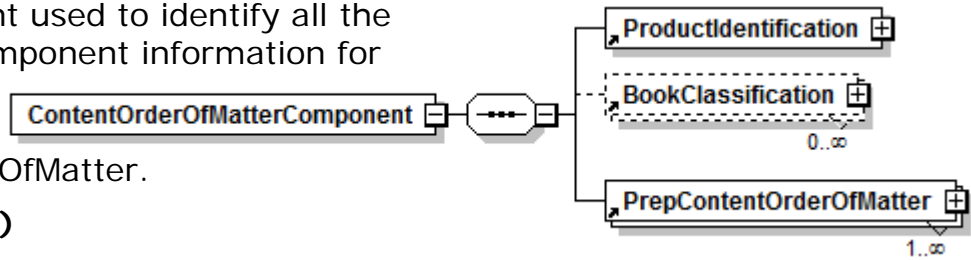 nt used to identify all the
mponent information for
OfMatter.
)
ContentOrderOfMatterComponent
ProductIdentification
BookClassification
0..∞
PrepContentOrderOfMatter
1..∞